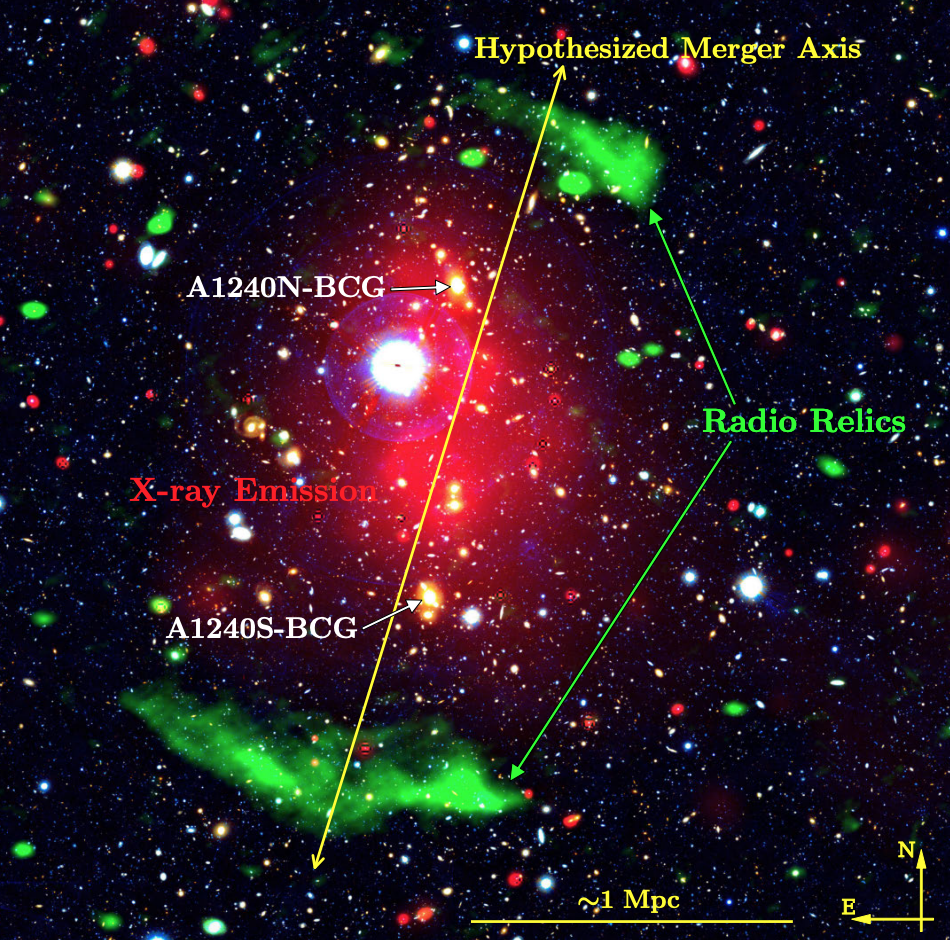 Hypothesized Merger Axis
A1240N-BCG
Radio Relics
X-ray Emission
A1240S-BCG
N
~1 Mpc
E